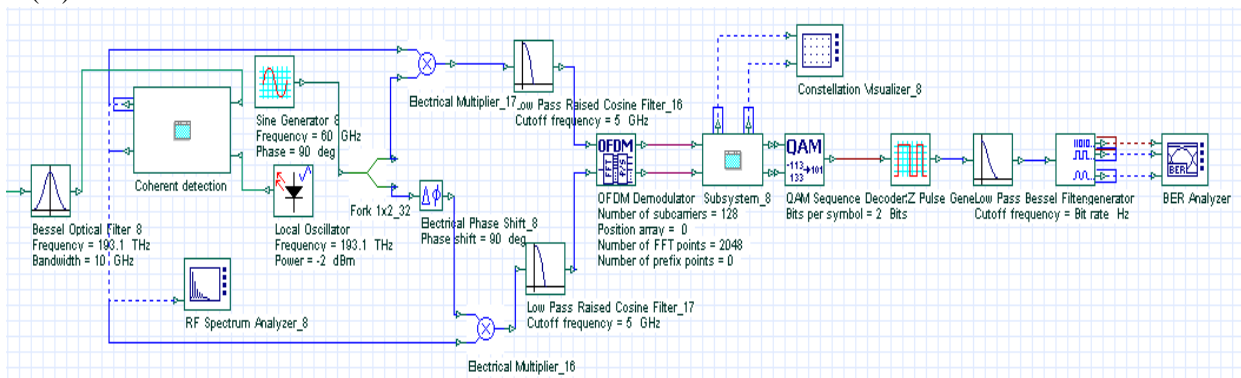 Coherent detection
Sine Generator 8
Frequency = 60 GHz
Phase = 90 deg
Electrical Multiplier_17
Low Pass Raised Cosine Filter_16
Cutoff frequency = 5 GHz
Constellation Visualizer_8
Bessel Optical Filter 8
Frequency = 193.1 THz
Bandwidth = 10 GHz
Local Oscillator
Frequency = 193.1 THz
Power = -2 dBm
Fork 1x2_32
Electrical Phase Shift_8
Phase shift = 90 deg
OFDM
FFT
OFDM Demodulator
Number of subcarriers = 128
Position array = 0
Number of FFT points = 2048
Number of prefix points = 0
Subsystem_8
QAM
-113
133
101
QAM Sequence Decoder
Bits per symbol = 2 Bits
Z Pulse Gene
Low Pass Bessel Filter
Cutoff frequency = Bit rate Hz
generator
BER
BER Analyzer
RF Spectrum Analyzer_8
Low Pass Raised Cosine Filter_17
Cutoff frequency = 5 GHz
Electrical Multiplier_16